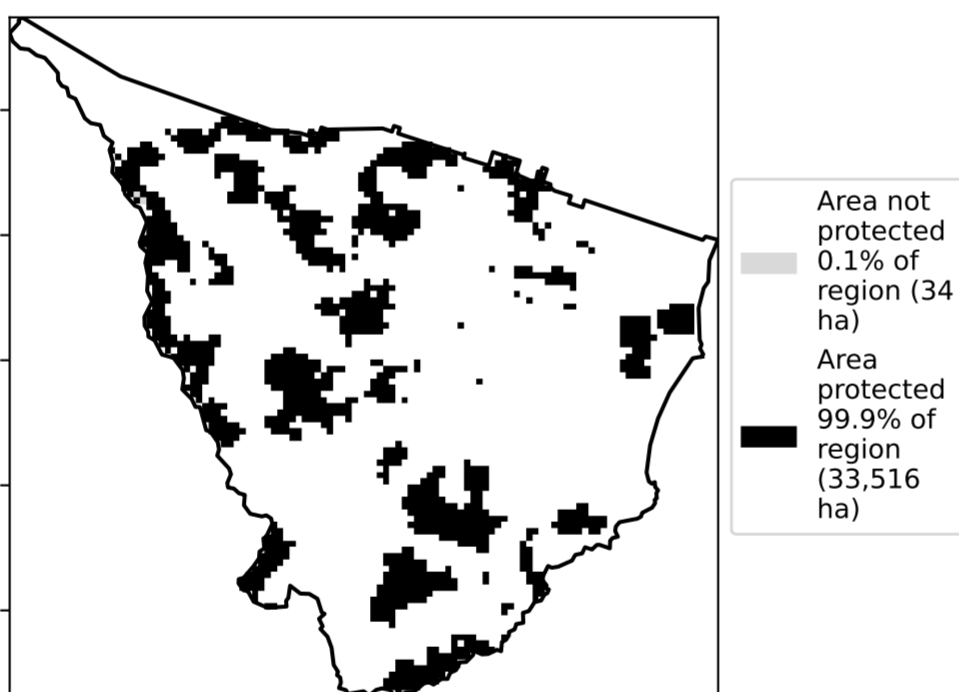 Area not
protected
0.1% of
region (34
ha)
Area
protected
99.9% of
region
(33,516
ha)